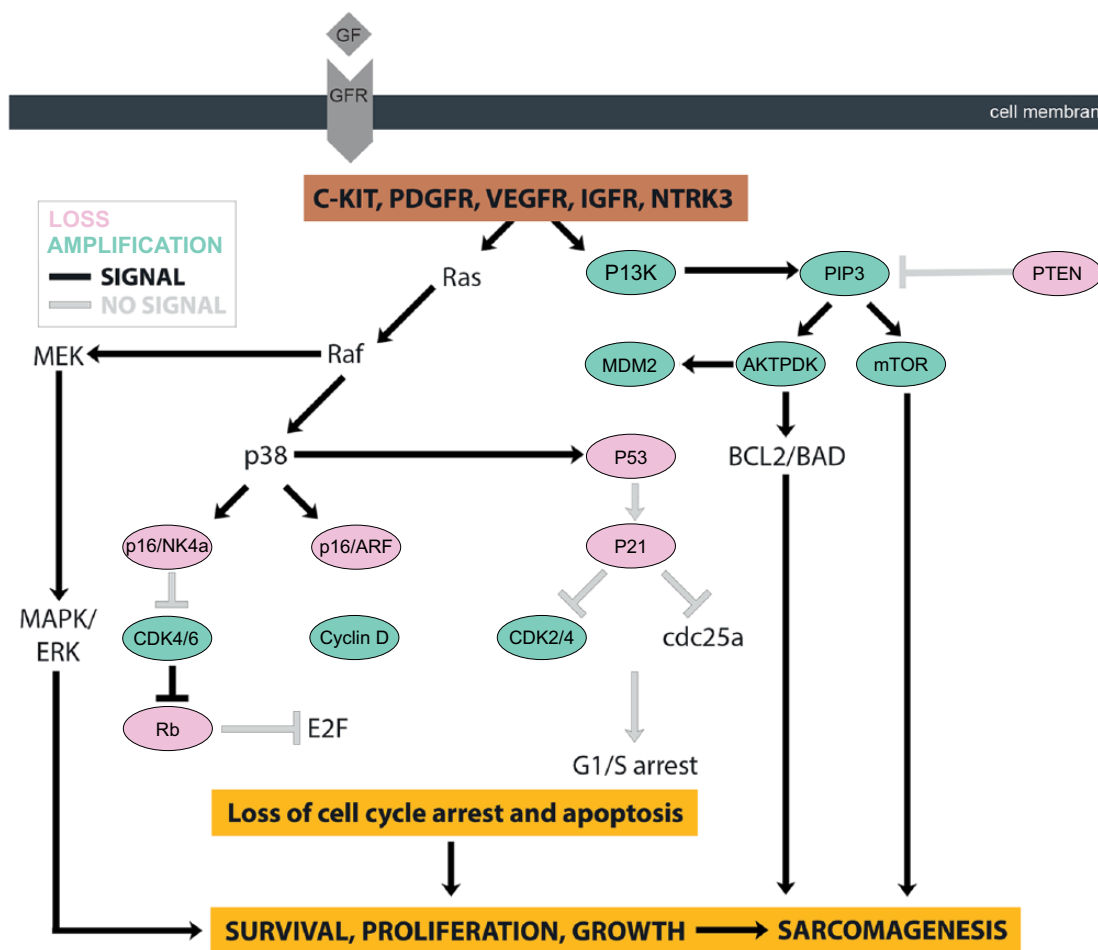 GF
GFR
cell membran
C-KIT, PDGFR, VEGFR, IGFR, NTRK3
LOSS
AMPLIFICATION
SIGNAL
NO SIGNAL
Ras
P13K
PIP3
PTEN
MEK
Raf
MDM2
AKTPDK
mTOR
p38
P53
BCL2/BAD
p16/NK4a
p16/ARF
P21
MAPK/
ERK
CDK4/6
Cyclin D
CDK2/4
cdc25a
Rb
E2F
G1/S arrest
Loss of cell cycle arrest and apoptosis
SURVIVAL, PROLIFERATION, GROWTH
SARCOMAGENESIS